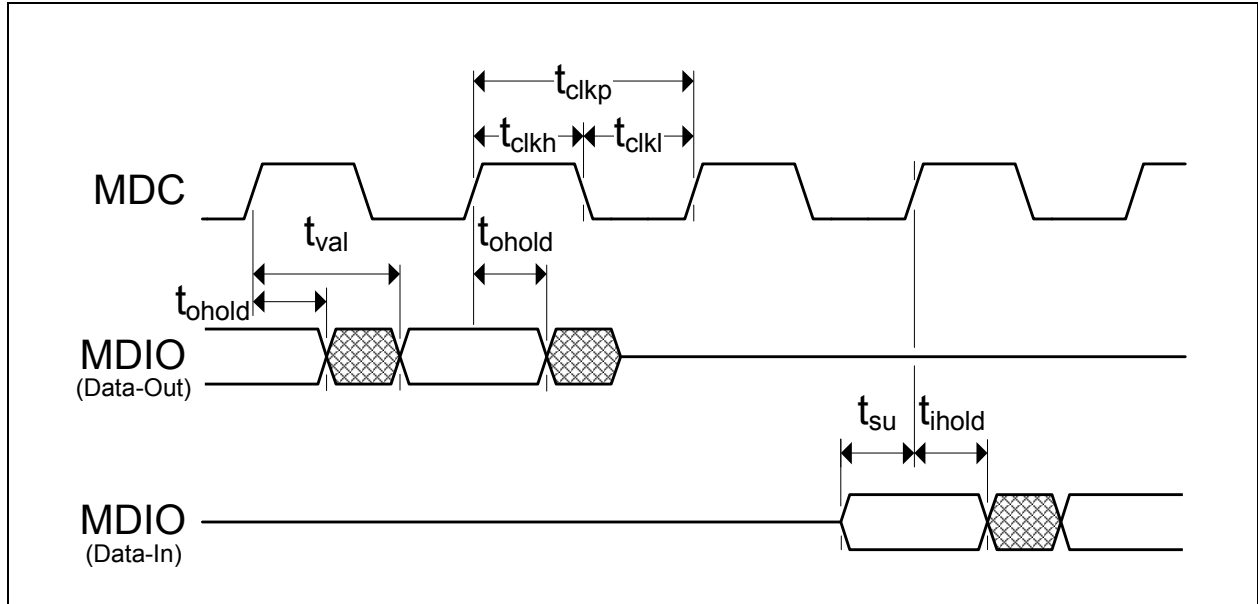 tclkp
tclkh tclkl
MDC
tval tohold
tohold
MDIO
(Data-Out)
tsu tihold
MDIO
(Data-In)